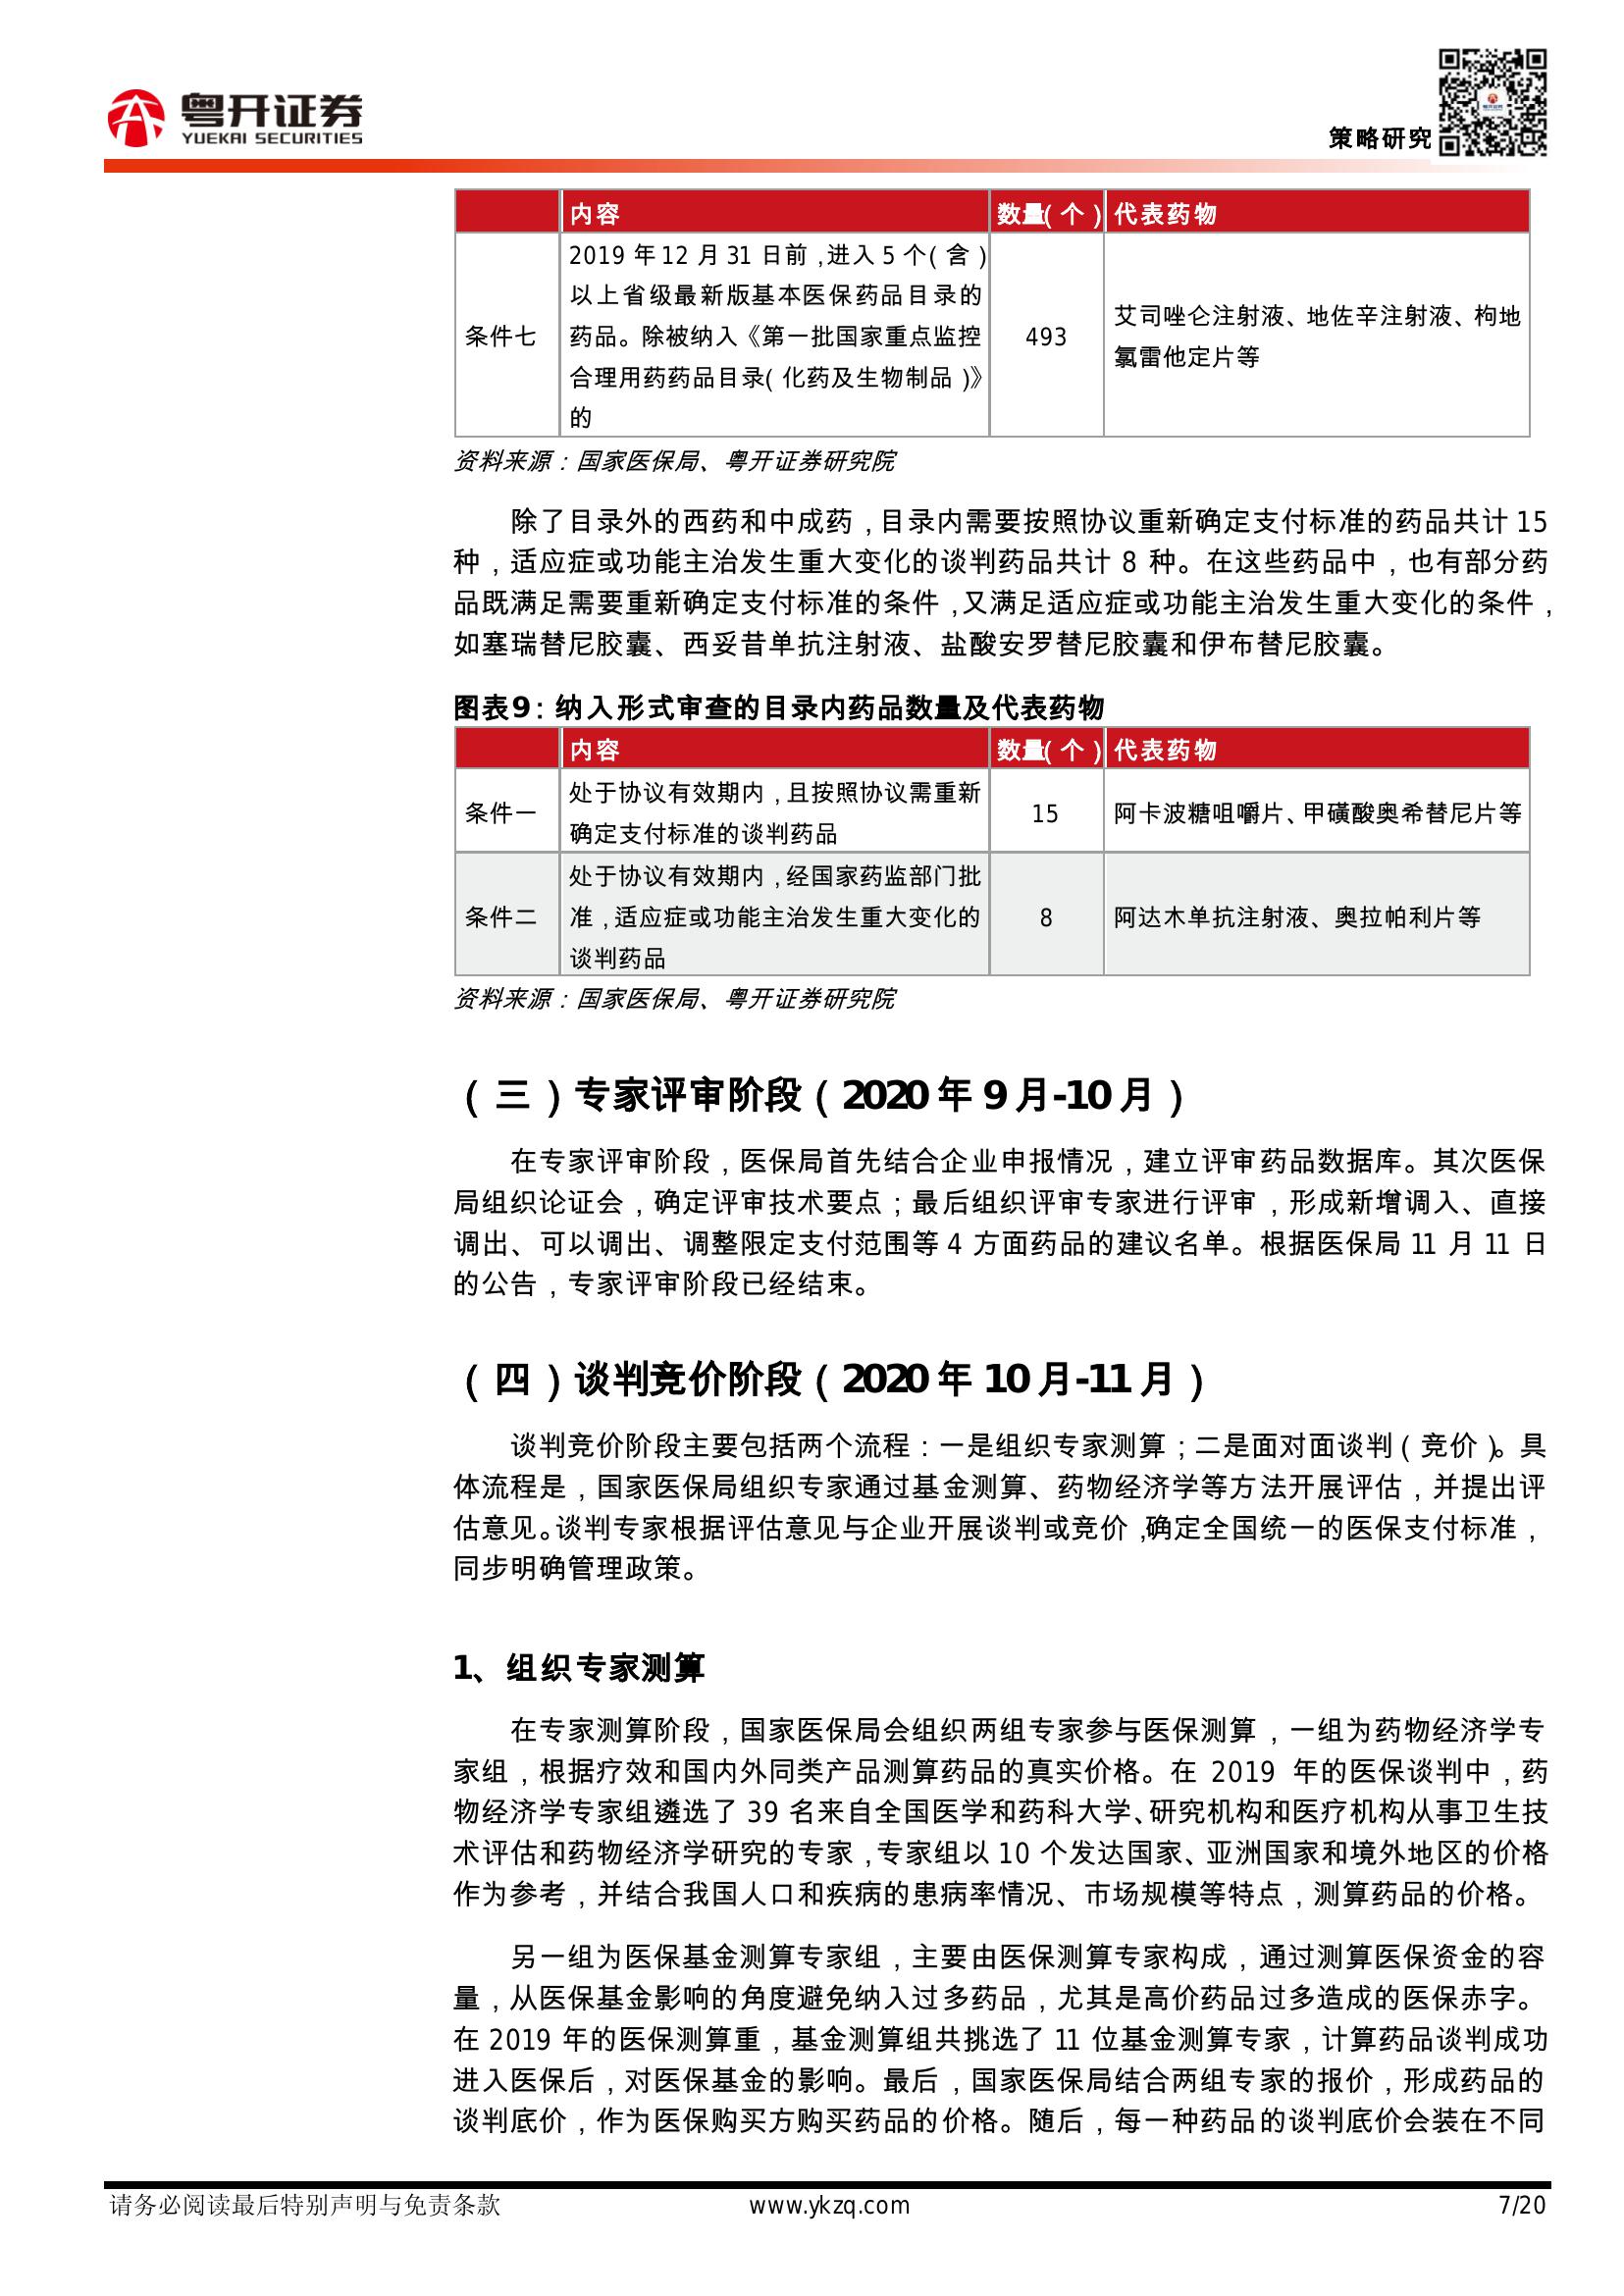 粤开证券
YUEKAI SECURITIES
策略研究
内容 数量(个) 代表药物
条件七
2019 年 12 月 31 日前,进入 5 个(含)
以上省级最新版基本医保药品目录的
药品。除被纳入《第一批国家重点监控
合理用药药品目录(化药及生物制品)》
的
493
艾司唑仑注射液、地佐辛注射液、枸地
氯雷他定片等
资料来源:国家医保局、粤开证券研究院
除了目录外的西药和中成药,目录内需要按照协议重新确定支付标准的药品共计 15
种,适应症或功能主治发生重大变化的谈判药品共计 8 种。在这些药品中,也有部分药
品既满足需要重新确定支付标准的条件,又满足适应症或功能主治发生重大变化的条件,
如塞瑞替尼胶囊、西妥昔单抗注射液、盐酸安罗替尼胶囊和伊布替尼胶囊。
图表9:纳入形式审查的目录内药品数量及代表药物
内容 数量(个) 代表药物
条件一
处于协议有效期内,且按照协议需重新
确定支付标准的谈判药品
15
阿卡波糖咀嚼片、甲磺酸奥希替尼片等
条件二
处于协议有效期内,经国家药监部门批
准,适应症或功能主治发生重大变化的
谈判药品
8
阿达木单抗注射液、奥拉帕利片等
资料来源:国家医保局、粤开证券研究院
(三)专家评审阶段(2020 年 9 月-10 月)
在专家评审阶段,医保局首先结合企业申报情况,建立评审药品数据库。其次医保
局组织论证会,确定评审技术要点;最后组织评审专家进行评审,形成新增调入、直接
调出、可以调出、调整限定支付范围等 4 方面药品的建议名单。根据医保局 11 月 11 日
的公告,专家评审阶段已经结束。
(四)谈判竞价阶段(2020 年 10 月-11 月)
谈判竞价阶段主要包括两个流程:一是组织专家测算;二是面对面谈判(竞价)。具
体流程是,国家医保局组织专家通过基金测算、药物经济学等方法开展评估,并提出评
估意见。谈判专家根据评估意见与企业开展谈判或竞价,确定全国统一的医保支付标准,
同步明确管理政策。
1、组织专家测算
在专家测算阶段,国家医保局会组织两组专家参与医保测算,一组为药物经济学专
家组,根据疗效和国内外同类产品测算药品的真实价格。在 2019 年的医保谈判中,药
物经济学专家组遴选了 39 名来自全国医学和药科大学、研究机构和医疗机构从事卫生技
术评估和药物经济学研究的专家,专家组以 10 个发达国家、亚洲国家和境外地区的价格
作为参考,并结合我国人口和疾病的患病率情况、市场规模等特点,测算药品的价格。
另一组为医保基金测算专家组,主要由医保测算专家构成,通过测算医保资金的容
量,从医保基金影响的角度避免纳入过多药品,尤其是高价药品过多造成的医保赤字。
在 2019 年的医保测算重,基金测算组共挑选了 11 位基金测算专家,计算药品谈判成功
进入医保后,对医保基金的影响。最后,国家医保局结合两组专家的报价,形成药品的
谈判底价,作为医保购买方购买药品的价格。随后,每一种药品的谈判底价会装在不同
请务必阅读最后特别声明与免责条款 www.ykzq.com 7/20